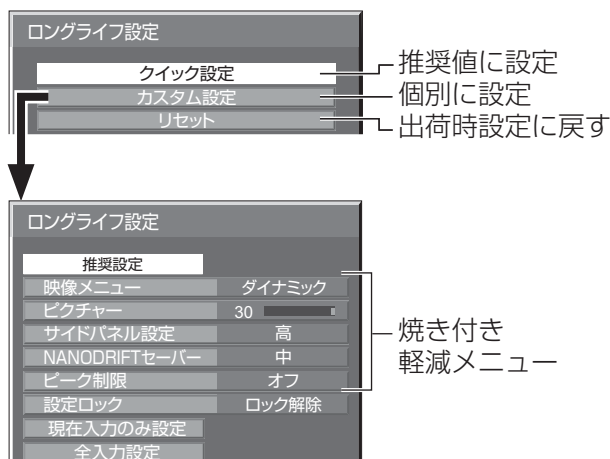 ロングライフ設定
クイック設定
推奨値に設定
カスタム設定
個別に設定
リセット
出荷時設定に戻す
ロングライフ設定
推奨設定
映像メニュー ダイナミック
ピクチャー 30
サイドパネル設定 高
NANODRIFTセーバー 中
ピーク制限 オフ
設定ロック ロック解除
現在入力のみ設定
全入力設定
焼き付き
軽減メニュー